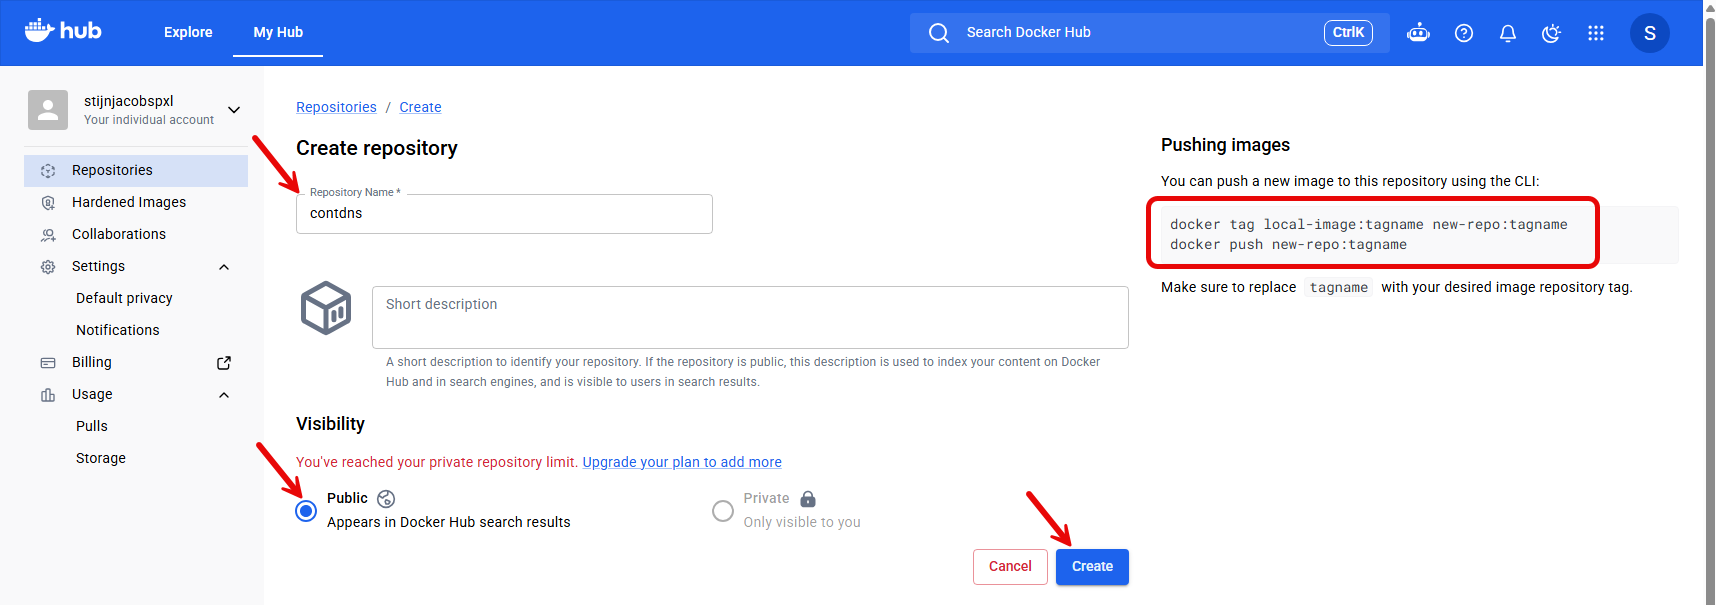 hub
Explore
My Hub
Search Docker Hub
CtrlK
S
stijnjacobspxl
Your individual account
Repositories
Hardened Images
Collaborations
Settings
Default privacy
Notifications
Billing
Usage
Pulls
Storage
Repositories / Create
Create repository
Repository Name *
contdns
Short description
A short description to identify your repository. If the repository is public, this description is used to index your content on Docker
Hub and in search engines, and is visible to users in search results.
Visibility
You've reached your private repository limit. Upgrade your plan to add more
Public
Appears in Docker Hub search results
Private
Only visible to you
Cancel
Create
Pushing images
You can push a new image to this repository using the CLI:
docker tag local-image:tagname new-repo:tagname
docker push new-repo:tagname
Make sure to replace tagname with your desired image repository tag.